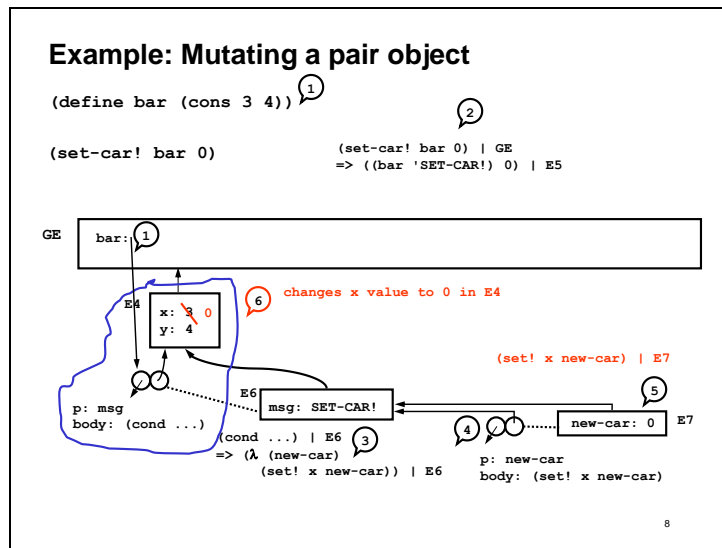 Example: Mutating a pair object
(define bar (cons 3 4))
1
2
(set-car! bar 0)
(set-car! bar 0) | GE
=> ((bar 'SET-CAR!) 0) | E5
GE
bar:
1
6
changes x value to 0 in E4
E4
x: 3 0
y: 4
(set! x new-car) | E7
5
E6
msg: SET-CAR!
new-car: 0
E7
p: msg
body: (cond ...)
(cond ...) | E6
=> (λ (new-car)
(set! x new-car)) | E6
3
4
p: new-car
body: (set! x new-car)
8